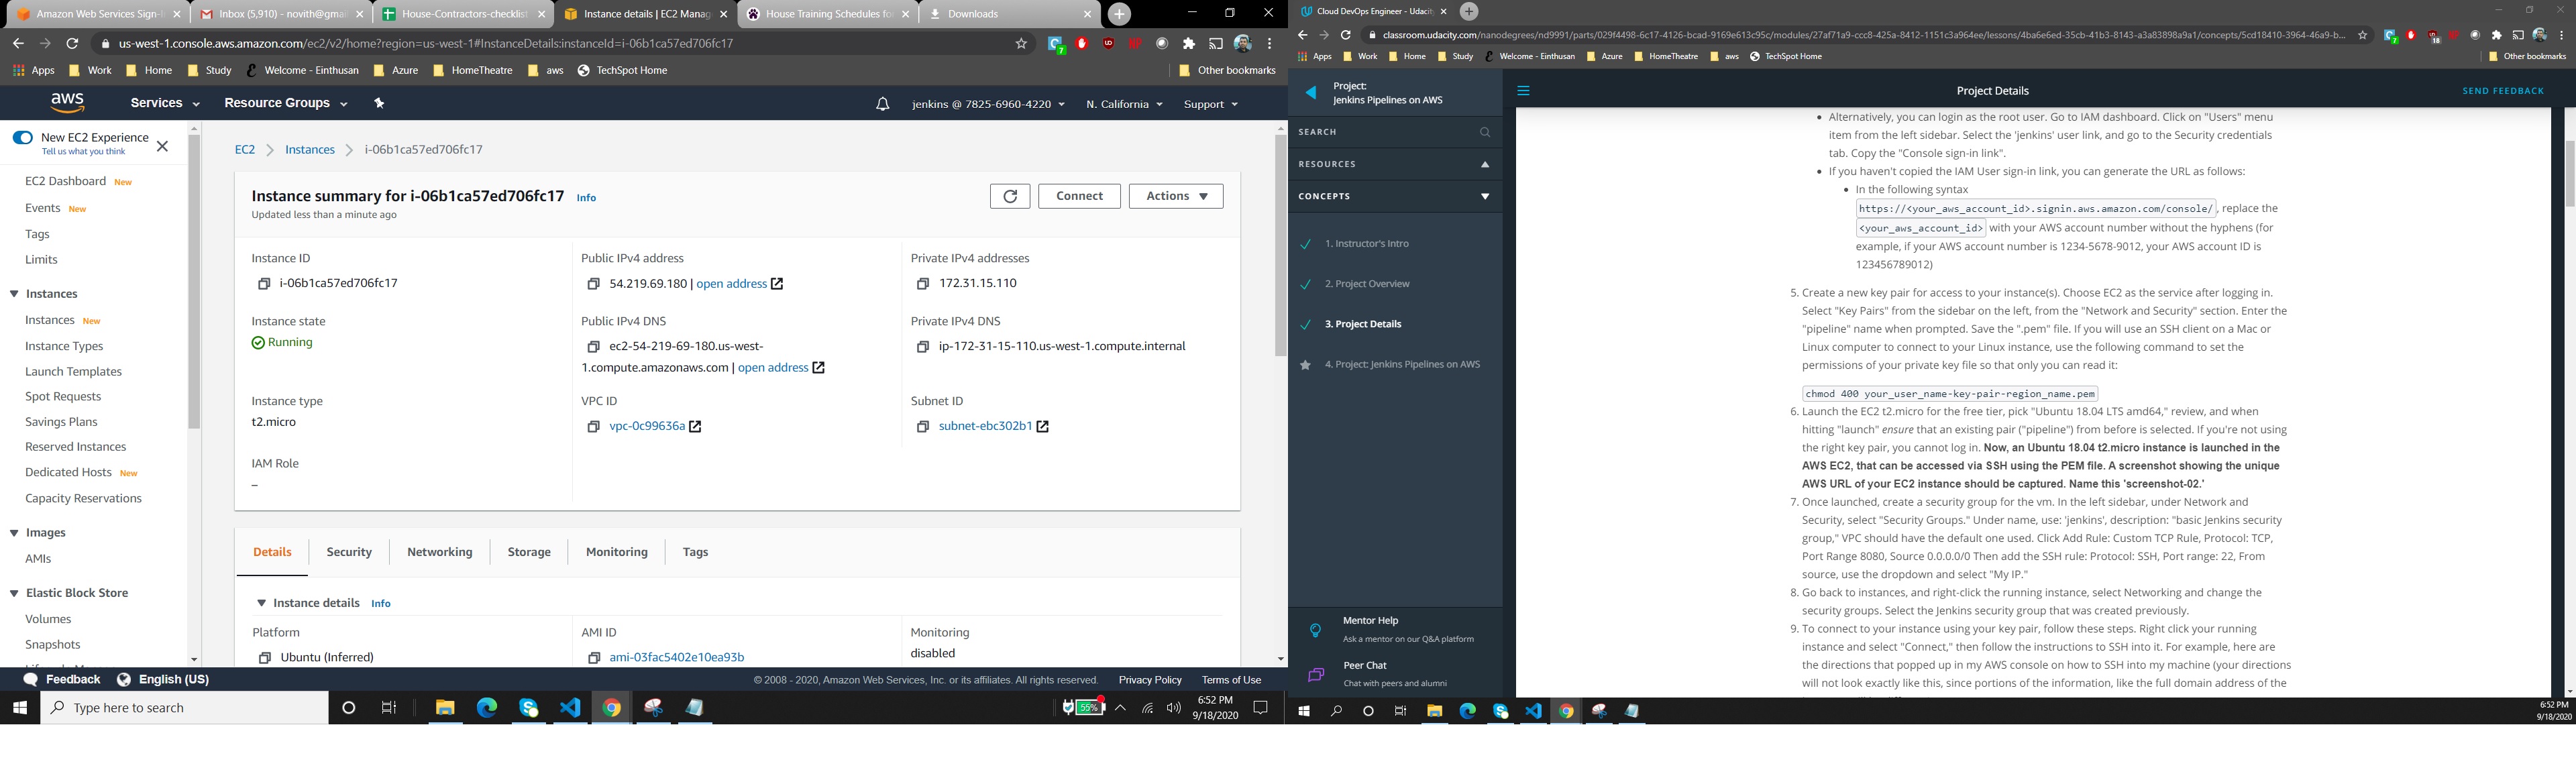 Amazon Web Services Sign-
Inbox (5,910) - novith@gmail
House-Contractors-checklist
Instance details | EC2 Manag
House Training Schedules fo
Downloads
us-west-1.console.aws.amazon.com/ec2/v2/home?region=us-west-1#InstanceDetails:instanceId=i-06b1ca57ed706fc17
Apps Work Home Study Welcome - Einthusan Azure HomeTheatre aws TechSpot Home Other bookmarks
aws Services Resource Groups jenkins @ 7825-6960-4220 N. California Support
New EC2 Experience
Tell us what you think
EC2 Dashboard New
Events New
Tags
Limits
Instances
Instances New
Instance Types
Launch Templates
Spot Requests
Savings Plans
Reserved Instances
Dedicated Hosts New
Capacity Reservations
Images
AMIs
Elastic Block Store
Volumes
Snapshots
EC2 > Instances > i-06b1ca57ed706fc17
Instance summary for i-06b1ca57ed706fc17 Info
Updated less than a minute ago
Connect
Actions
Instance ID
i-06b1ca57ed706fc17
Public IPv4 address
54.219.69.180 | open address
Private IPv4 addresses
172.31.15.110
Instance state
Running
Public IPv4 DNS
ec2-54-219-69-180.us-west-
1.compute.amazonaws.com | open address
Private IPv4 DNS
ip-172-31-15-110.us-west-1.compute.internal
Instance type
t2.micro
VPC ID
vpc-0c99636a
Subnet ID
subnet-ebc302b1
IAM Role
–
Details Security Networking Storage Monitoring Tags
Instance details Info
Platform
Ubuntu (Inferred)
AMI ID
ami-03fac5402e10ea93b
Monitoring
disabled
Feedback English (US) © 2008 - 2020, Amazon Web Services, Inc. or its affiliates. All rights reserved. Privacy Policy Terms of Use
Type here to search
55%
6:52 PM
9/18/2020
Cloud DevOps Engineer - Udacit
Apps Work Home Study Welcome - Einthusan Azure HomeTheatre aws TechSpot Home Other bookmarks
Project:
Jenkins Pipelines on AWS
Project Details
SEND FEEDBACK
SEARCH
RESOURCES
CONCEPTS
1. Instructor's Intro
2. Project Overview
3. Project Details
4. Project: Jenkins Pipelines on AWS
Mentor Help
Ask a mentor on our Q&A platform
Peer Chat
Chat with peers and alumni
• Alternatively, you can login as the root user. Go to IAM dashboard. Click on "Users" menu
item from the left sidebar. Select the 'jenkins' user link, and go to the Security credentials
tab. Copy the "Console sign-in link".
• If you haven't copied the IAM User sign-in link, you can generate the URL as follows:
• In the following syntax
https://<your_aws_account_id>.signin.aws.amazon.com/console/ , replace the
<your_aws_account_id> with your AWS account number without the hyphens (for
example, if your AWS account number is 1234-5678-9012, your AWS account ID is
123456789012)
5. Create a new key pair for access to your instance(s). Choose EC2 as the service after logging in.
Select "Key Pairs" from the sidebar on the left, from the "Network and Security" section. Enter the
"pipeline" name when prompted. Save the ".pem" file. If you will use an SSH client on a Mac or
Linux computer to connect to your Linux instance, use the following command to set the
permissions of your private key file so that only you can read it:
chmod 400 your_user_name-key-pair-region_name.pem
6. Launch the EC2 t2.micro for the free tier, pick "Ubuntu 18.04 LTS amd64," review, and when
hitting "launch" ensure that an existing pair ("pipeline") from before is selected. If you're not using
the right key pair, you cannot log in. Now, an Ubuntu 18.04 t2.micro instance is launched in the
AWS EC2, that can be accessed via SSH using the PEM file. A screenshot showing the unique
AWS URL of your EC2 instance should be captured. Name this 'screenshot-02.'
7. Once launched, create a security group for the vm. In the left sidebar, under Network and
Security, select "Security Groups." Under name, use: 'jenkins', description: "basic Jenkins security
group," VPC should have the default one used. Click Add Rule: Custom TCP Rule, Protocol: TCP,
Port Range 8080, Source 0.0.0.0/0 Then add the SSH rule: Protocol: SSH, Port range: 22, From
source, use the dropdown and select "My IP."
8. Go back to instances, and right-click the running instance, select Networking and change the
security groups. Select the Jenkins security group that was created previously.
9. To connect to your instance using your key pair, follow these steps. Right click your running
instance and select "Connect," then follow the instructions to SSH into it. For example, here are
the directions that popped up in my AWS console on how to SSH into my machine (your directions
will not look exactly like this, since portions of the information, like the full domain address of the
6:52 PM
9/18/2020